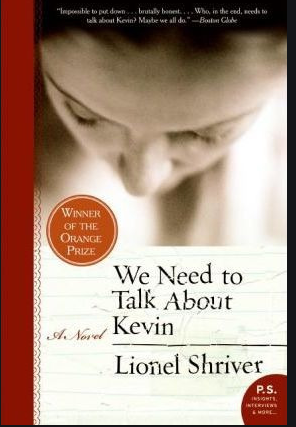 "Impossible to put down . . . brutally honest. . . . Who, in the end, needs to
talk about Kevin? Maybe we all do." —Boston Globe
WINNER
OF THE
ORANGE
PRIZE
We Need to
Talk About
Kevin
A Novel
Lionel Shriver
P.S.
INSIGHTS,
INTERVIEWS
& MORE...